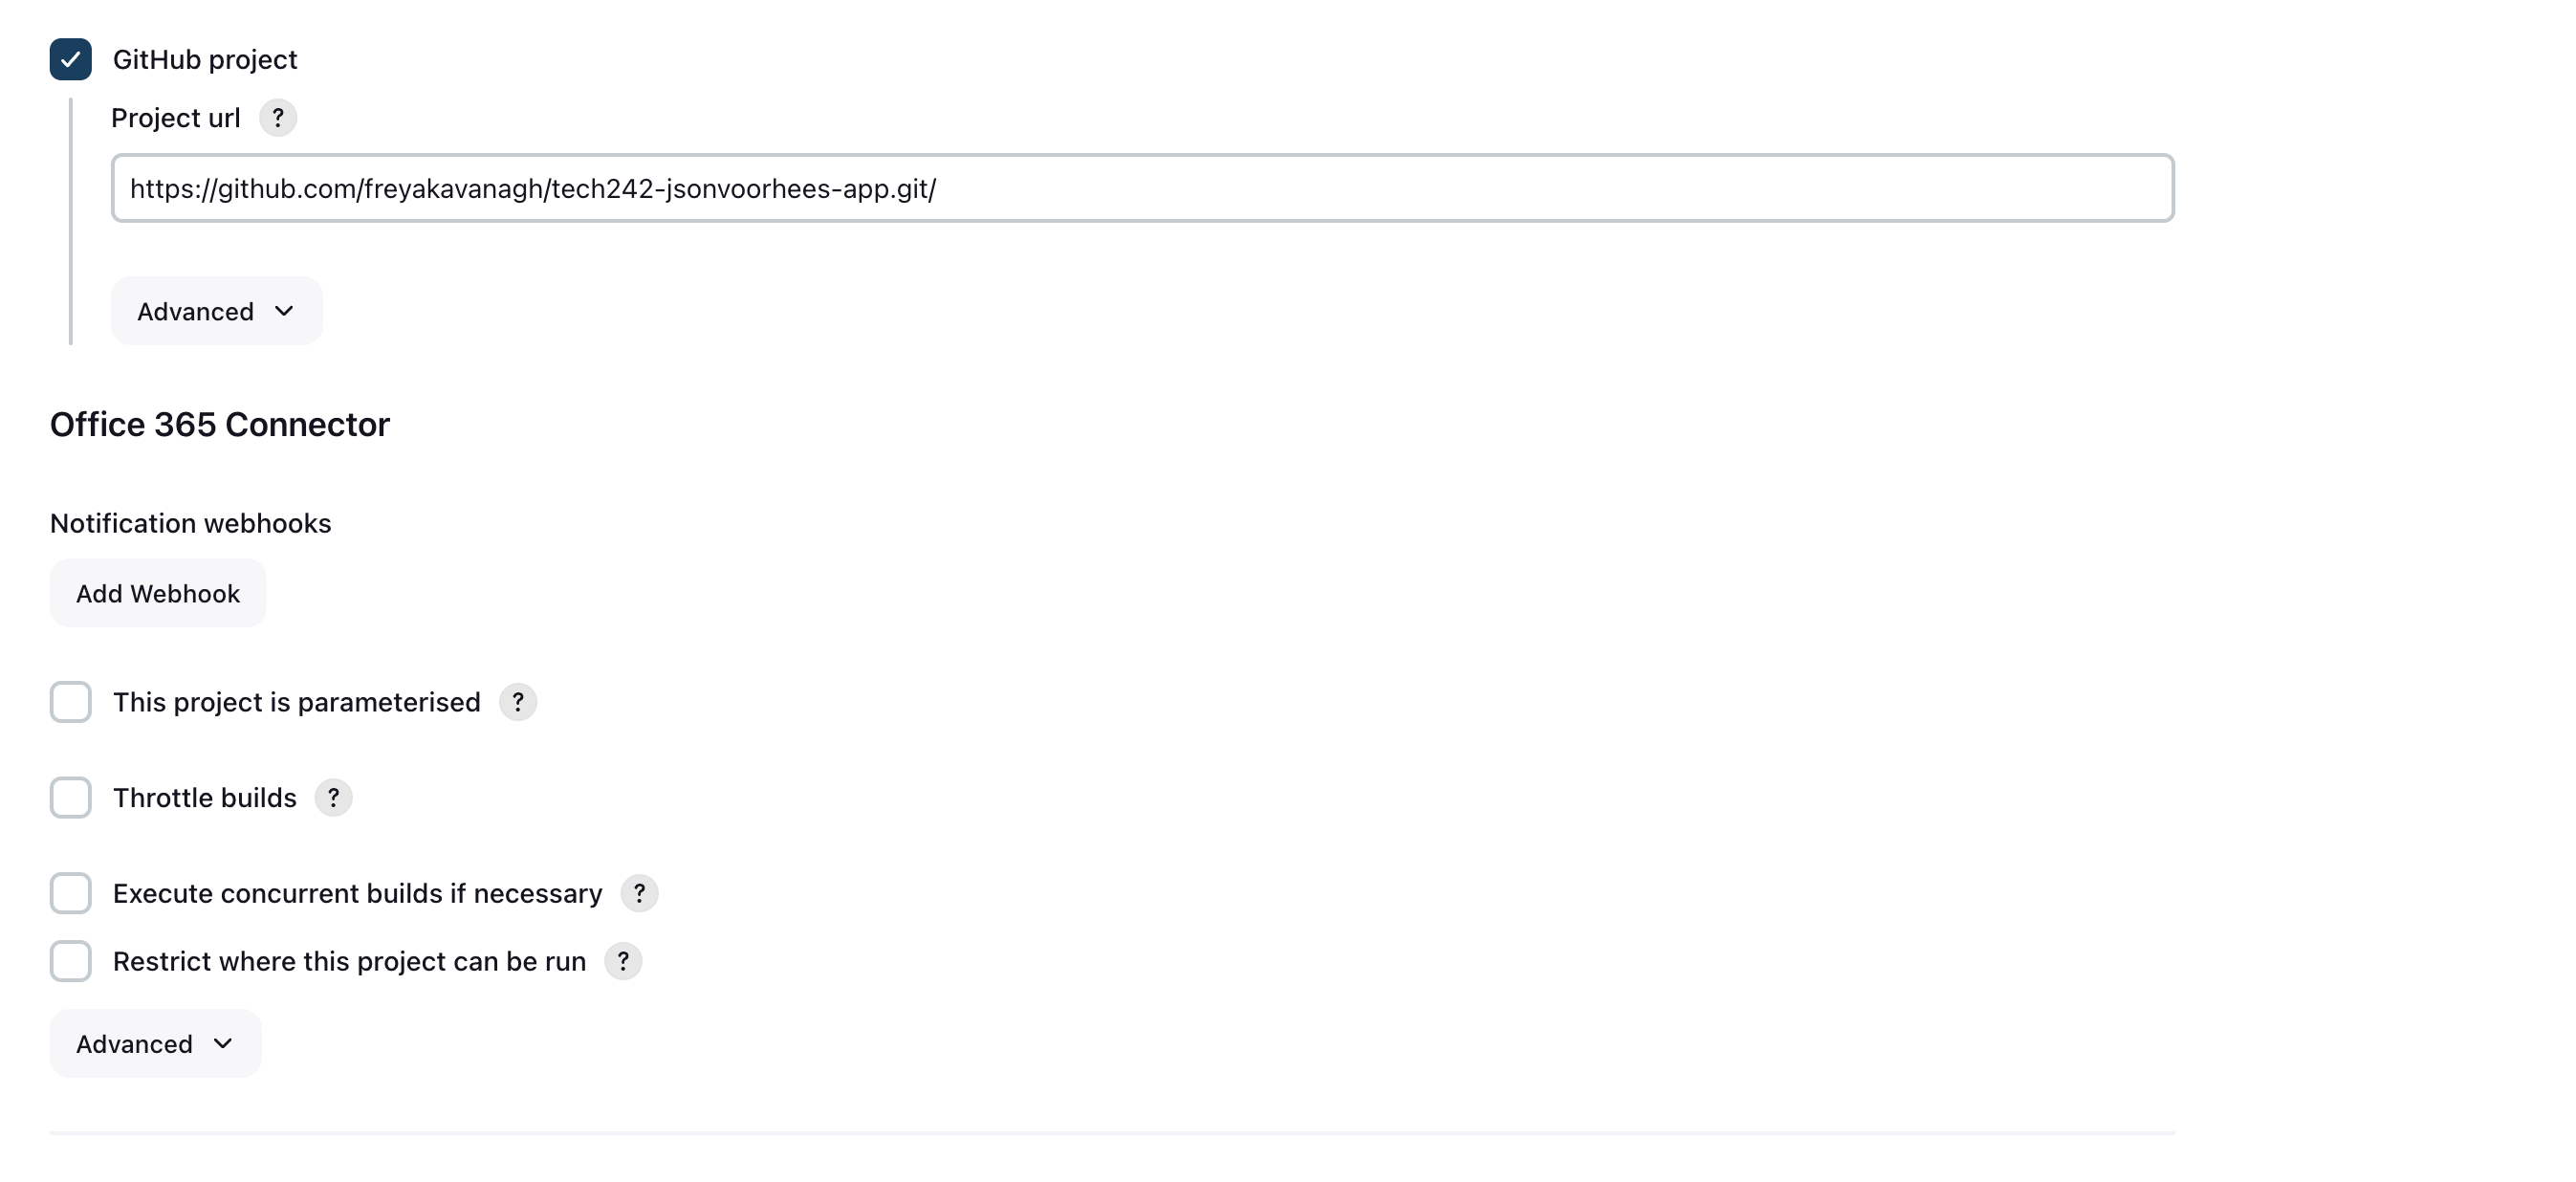 GitHub project
Project url ?
https://github.com/freyakavanagh/tech242-jsonvoorhees-app.git/
Advanced
Office 365 Connector
Notification webhooks
Add Webhook
This project is parameterised ?
Throttle builds ?
Execute concurrent builds if necessary ?
Restrict where this project can be run ?
Advanced